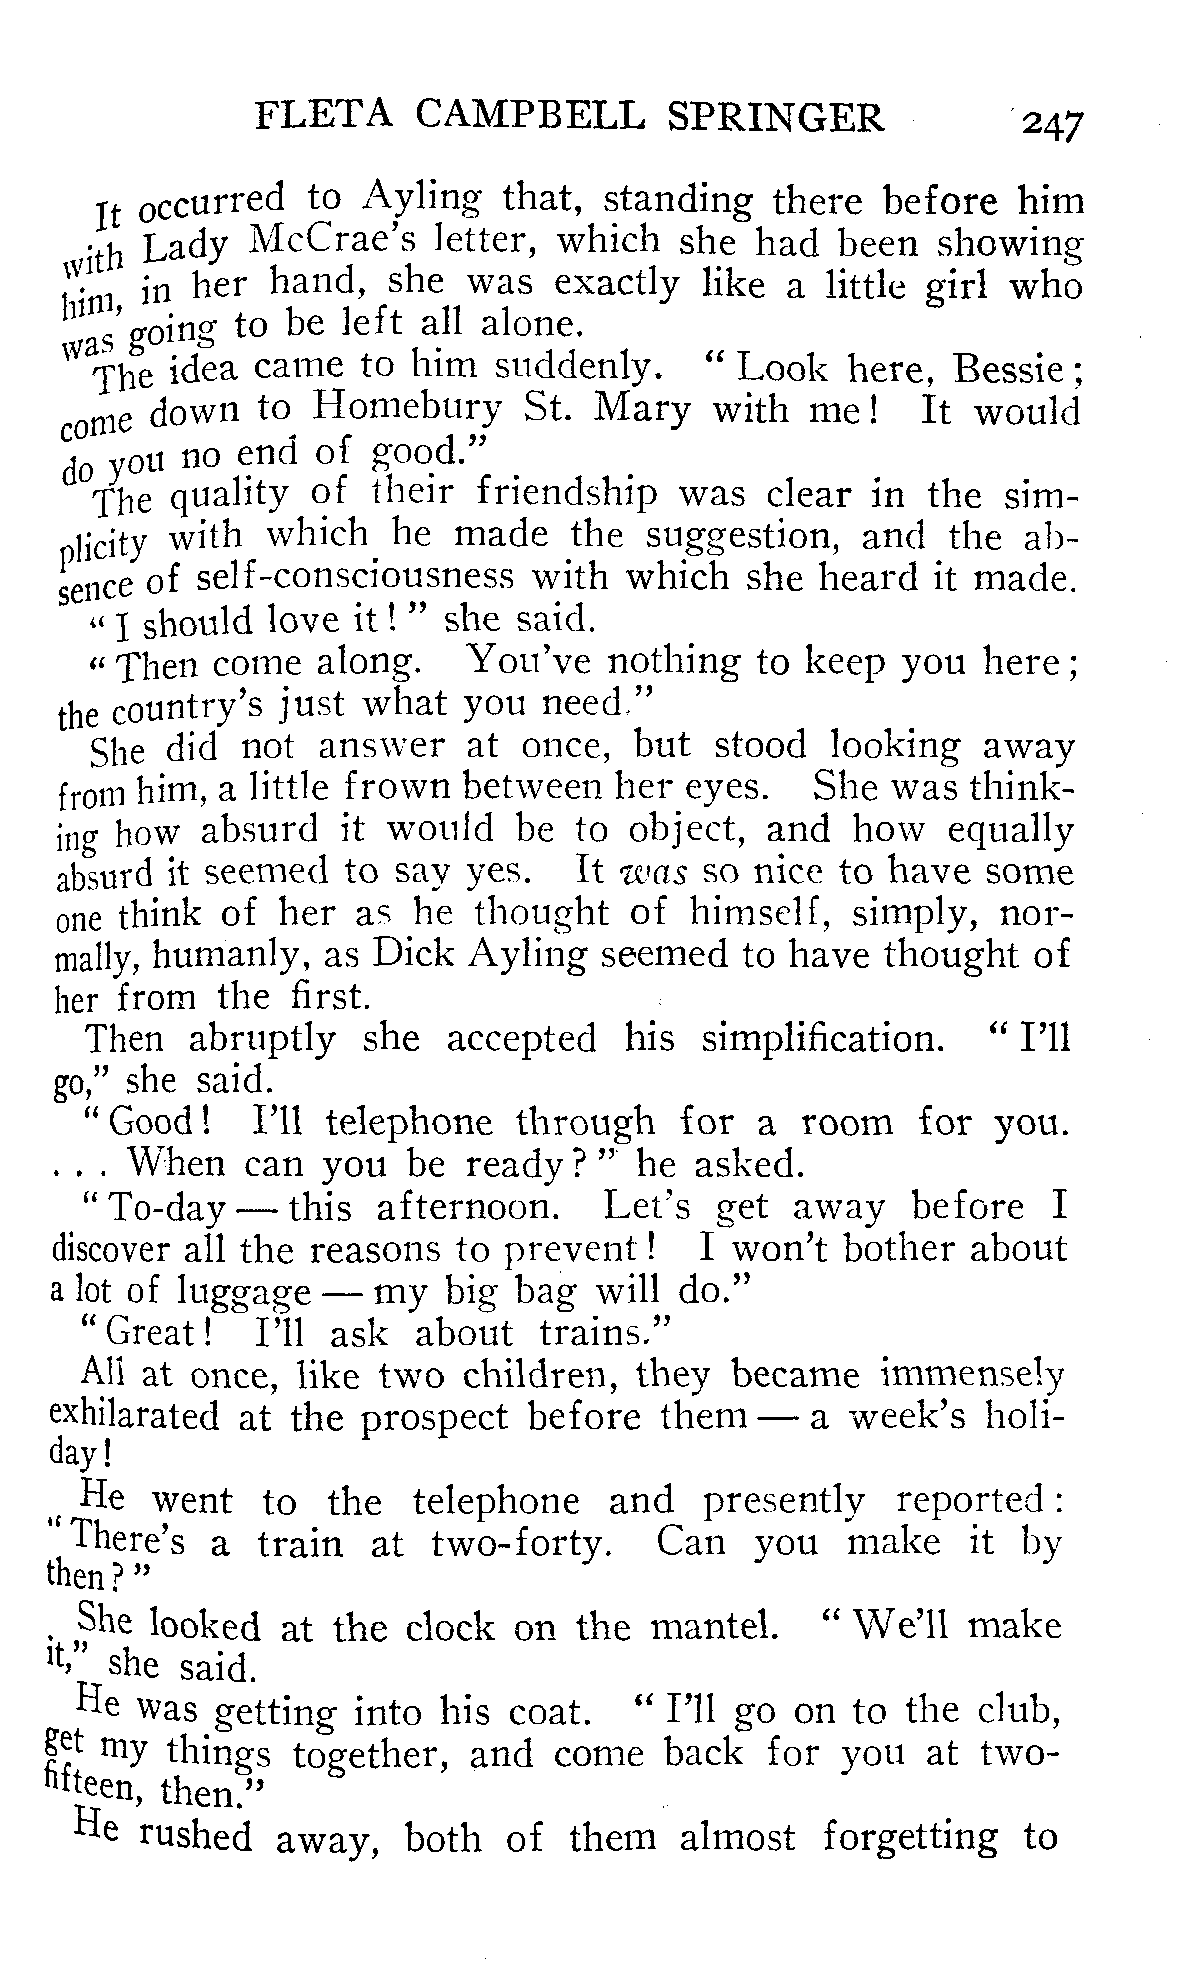 FLETA CAMPBELL SPRINGER 247
It occurred to Ayling that, standing there before him
with Lady McCrae's letter, which she had been showing
him, in her hand, she was exactly like a little girl who
was going to be left all alone.
The idea came to him suddenly. " Look here, Bessie ;
come down to Homebury St. Mary with me! It would
do you no end of good."
The quality of their friendship was clear in the sim-
plicity with which he made the suggestion, and the ab-
sence of self-consciousness with which she heard it made.
" I should love it ! " she said.
" Then come along. You've nothing to keep you here ;
the country's just what you need."
She did not answer at once, but stood looking away
from him, a little frown between her eyes. She was think-
ing how absurd it would be to object, and how equally
absurd it seemed to say yes. It was so nice to have some
one think of her as he thought of himself, simply, nor-
mally, humanly, as Dick Ayling seemed to have thought of
her from the first.
Then abruptly she accepted his simplification. " I'll
go," she said.
" Good ! I'll telephone through for a room for you.
. . . When can you be ready ? " he asked.
" To-day — this afternoon. Let's get away before I
discover all the reasons to prevent ! I won't bother about
a lot of luggage — my big bag will do."
" Great ! I'll ask about trains."
All at once, like two children, they became immensely
exhilarated at the prospect before them — a week's holi-
day !
He went to the telephone and presently reported :
" There's a train at two-forty. Can you make it by
then ? "
She looked at the clock on the mantel. " We'll make
it," she said.
He was getting into his coat. " I'll go on to the club,
get my things together, and come back for you at two-
fifteen, then."
He rushed away, both of them almost forgetting to